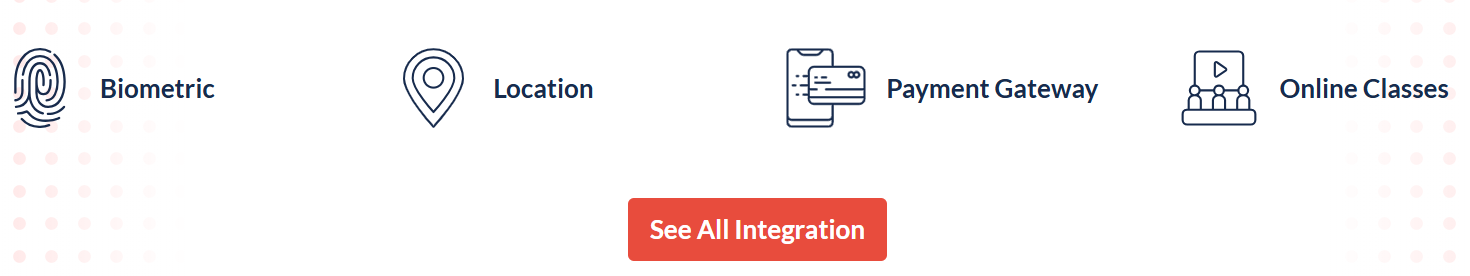 Biometric
Location
Payment Gateway
Online Classes
See All Integration